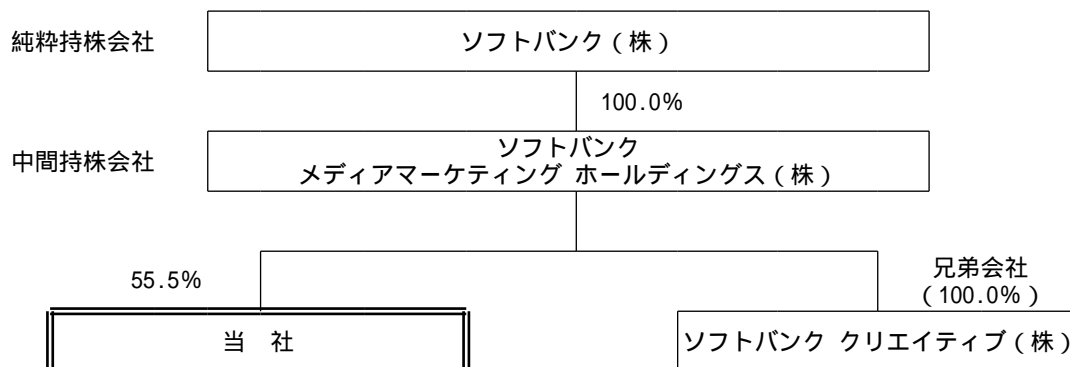 純粋持株会社
ソフトバンク（株）
100.0%
中間持株会社
ソフトバンク
メディアマーケティング ホールディングス（株）
55.5%
兄弟会社
（100.0%）
当　社
ソフトバンク クリエイティブ（株）